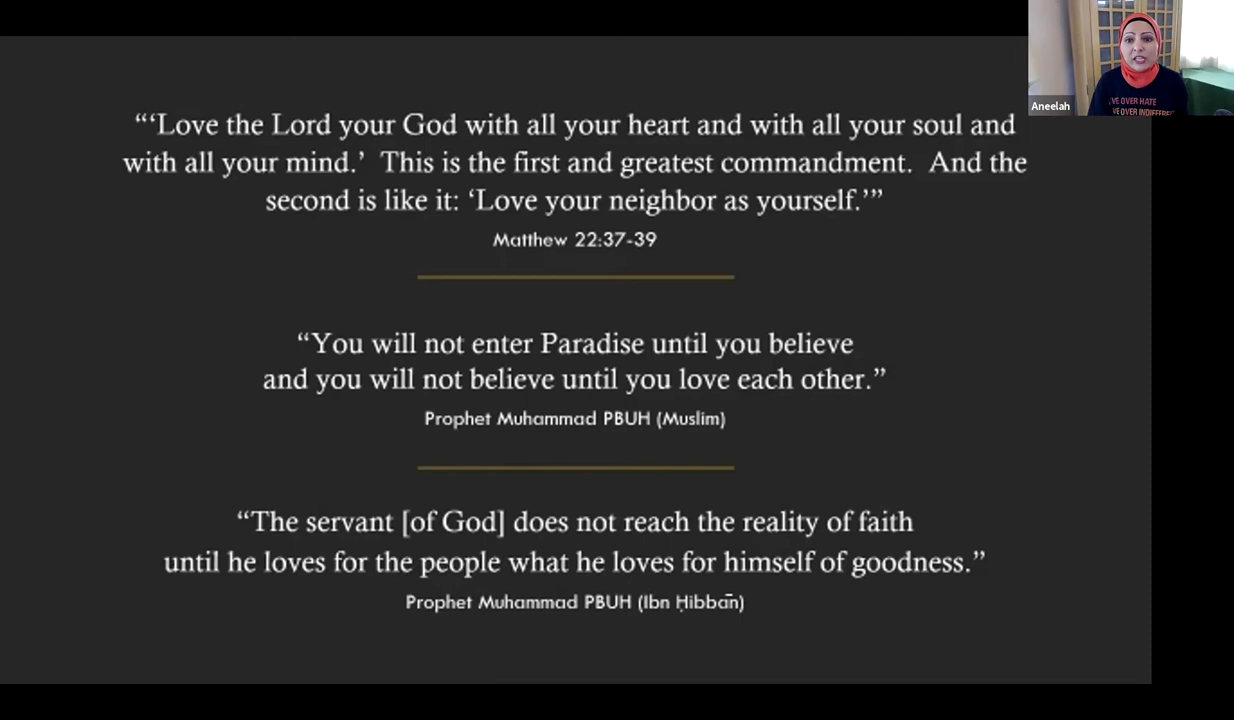 “‘Love the Lord your God with all your heart and with all your soul and
with all your mind.’ This is the first and greatest commandment. And the
second is like it: ‘Love your neighbor as yourself.’”
Matthew 22:37-39
“You will not enter Paradise until you believe
and you will not believe until you love each other.”
Prophet Muhammad PBUH (Muslim)
“The servant [of God] does not reach the reality of faith
until he loves for the people what he loves for himself of goodness.”
Prophet Muhammad PBUH (Ibn Ḥibbān)
Aneelah
OVER HATE
OVER